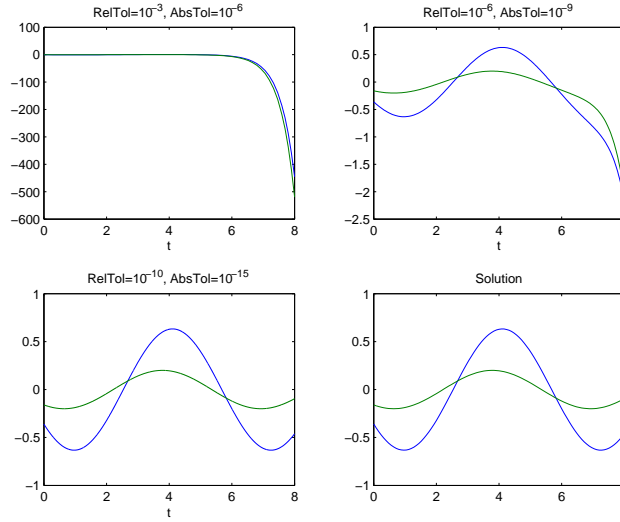 RelTol=10⁻³, AbsTol=10⁻⁶
100
0
−100
−200
−300
−400
−500
−600
0 2 4 6 8
t
RelTol=10⁻⁶, AbsTol=10⁻⁹
1
0.5
0
−0.5
−1
−1.5
−2
−2.5
0 2 4 6
t
RelTol=10⁻¹⁰, AbsTol=10⁻¹⁵
1
0.5
0
−0.5
−1
0 2 4 6 8
t
Solution
1
0.5
0
−0.5
−1
0 2 4 6
t